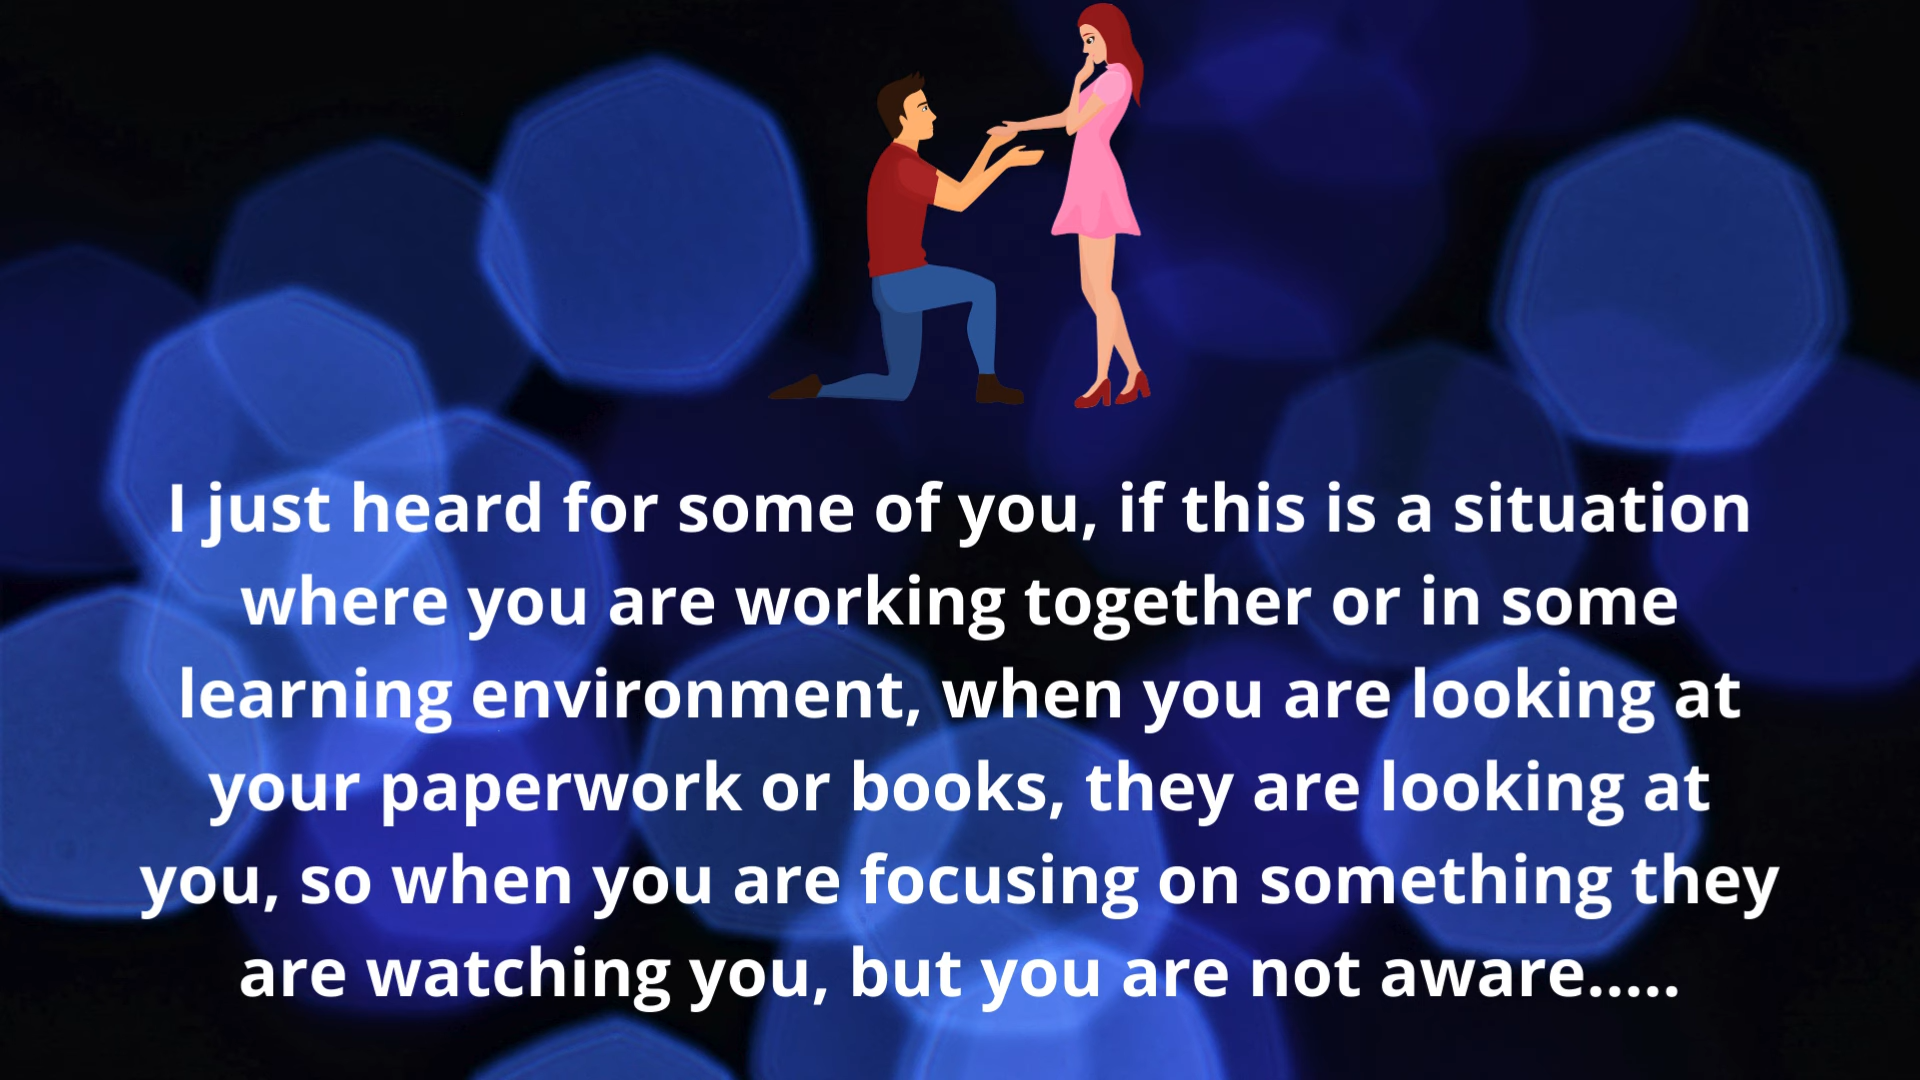 I just heard for some of you, if this is a situation
where you are working together or in some
learning environment, when you are looking at
your paperwork or books, they are looking at
you, so when you are focusing on something they
are watching you, but you are not aware.....